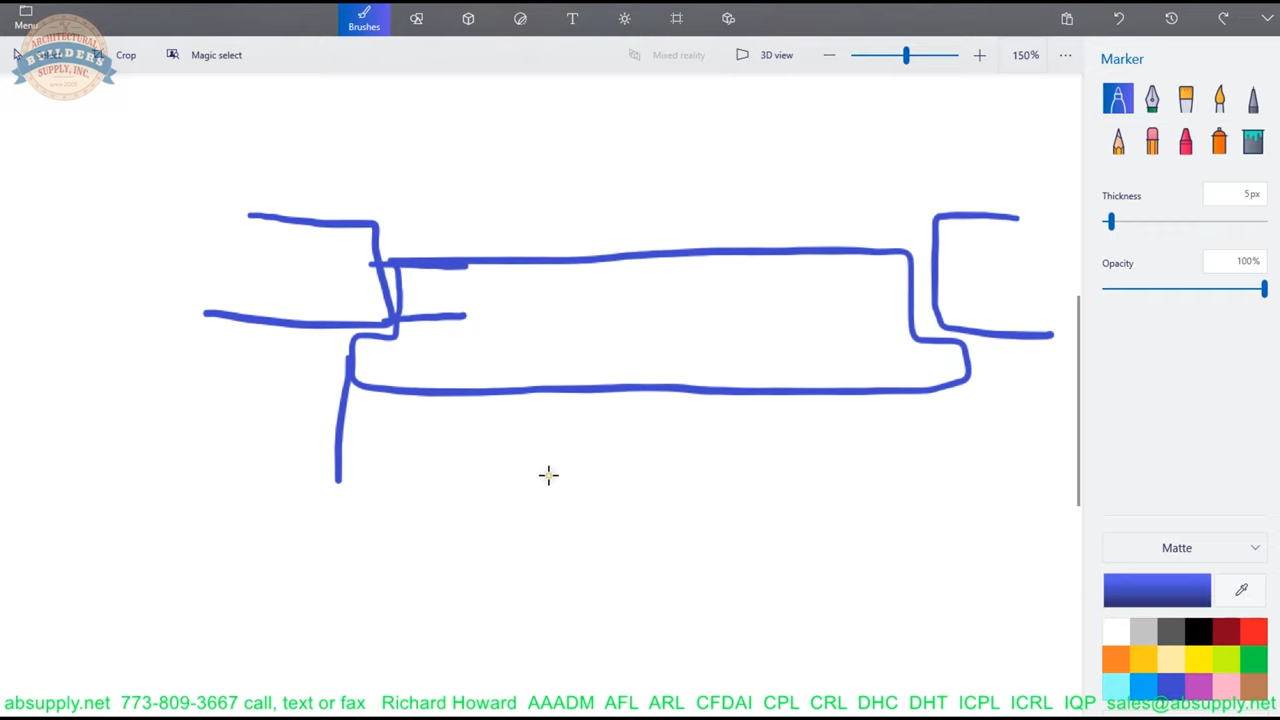 Menu
Brushes
ARCHITECTURAL
BUILDERS
SUPPLY, INC.
Crop
Magic select
Mixed reality
3D view
150%
Marker
Thickness
5px
Opacity
100%
Matte
absupply.net 773-809-3667 call, text or fax Richard Howard AAADM AFL ARL CFDAI CPL CRL DHC DHT ICPL ICRL IQP sales@absupply.net